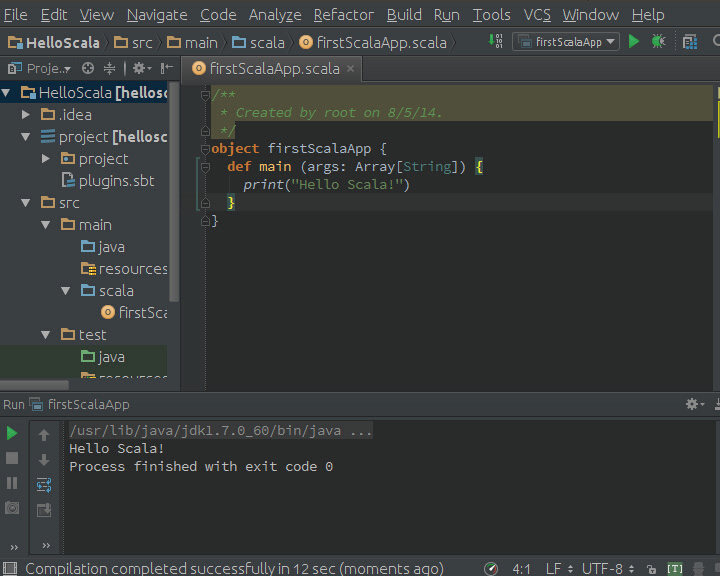 File Edit View Navigate Code Analyze Refactor Build Run Tools VCS Window Help
HelloScala src main scala firstScalaApp.scala firstScalaApp
Proje..
firstScalaApp.scala
HelloScala [hellosc
.idea
project [hellosc
project
plugins.sbt
src
main
java
resources
scala
firstSca
test
java
/**
* Created by root on 8/5/14.
*/
object firstScalaApp {
def main (args: Array[String]) {
print("Hello Scala!")
}
}
Run firstScalaApp
/usr/lib/java/jdk1.7.0_60/bin/java ...
Hello Scala!
Process finished with exit code 0
Compilation completed successfully in 12 sec (moments ago) 4:1 LF UTF-8 [T]